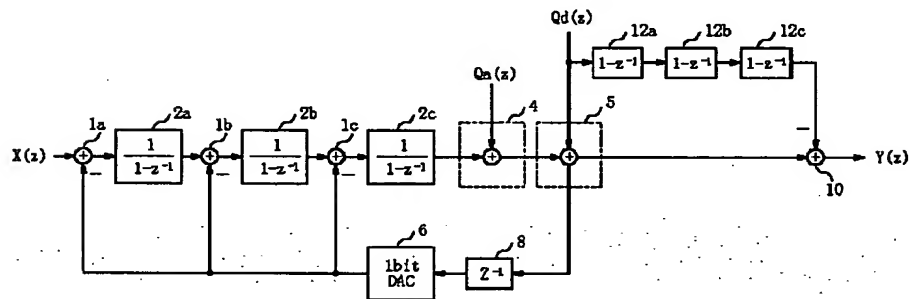 Qd(z)
12a
12b
12c
1-z⁻¹
1-z⁻¹
1-z⁻¹
Qa(z)
1a
2a
1b
2b
1c
2c
4
5
X(z)
+
1
1-z⁻¹
+
1
1-z⁻¹
+
1
1-z⁻¹
+
+
+
Y(z)
−
−
−
−
10
6
8
1bit
DAC
Z⁻¹